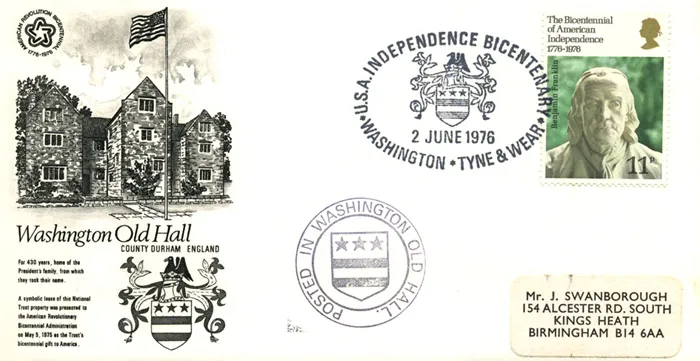 AMERICAN REVOLUTION BICENTENNIAL
1776-1976
Washington Old Hall
COUNTY DURHAM ENGLAND
For 430 years, home of the
President's family, from which
they took their name.
A symbolic lease of this National
Trust property was presented to
the American Revolutionary
Bicentennial Administration
on May 5, 1975 as the Trust's
bicentennial gift to America.
U.S.A. INDEPENDENCE BICENTENARY
2 JUNE 1976
WASHINGTON • TYNE & WEAR
The Bicentennial
of American
Independence
1776-1976
Benjamin Franklin
11P
POSTED IN WASHINGTON OLD HALL.
Mr. J. SWANBOROUGH
154 ALCESTER RD. SOUTH
KINGS HEATH
BIRMINGHAM B14 6AA